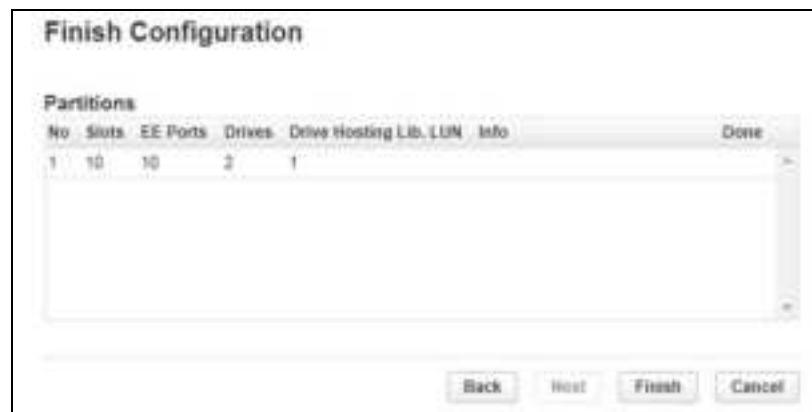 Finish Configuration
Partitions
No Slots EE Ports Drives Drive Hosting Lib. LUN Info Done
1 10 10 2 1
Back Next Finish Cancel